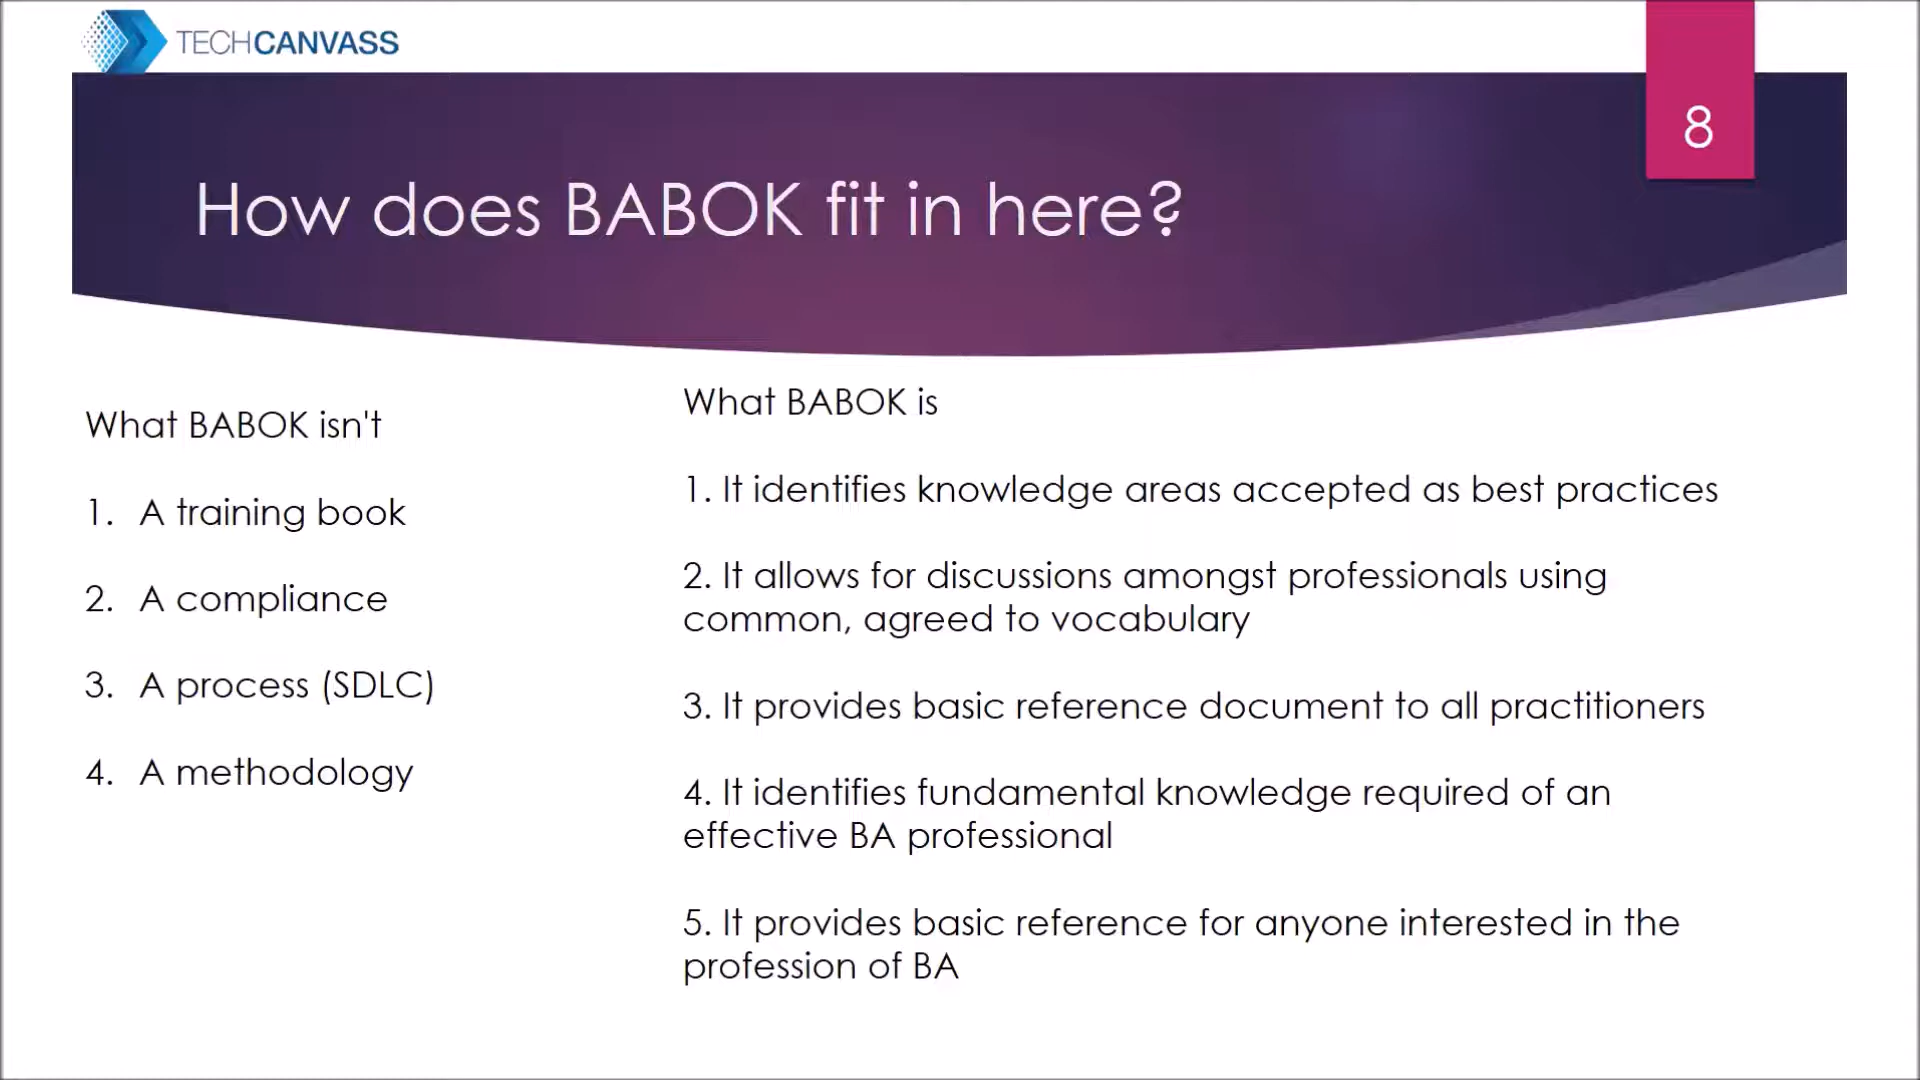 TECHCANVASS
8
How does BABOK fit in here?
What BABOK isn't
1. A training book
2. A compliance
3. A process (SDLC)
4. A methodology
What BABOK is
1. It identifies knowledge areas accepted as best practices
2. It allows for discussions amongst professionals using
common, agreed to vocabulary
3. It provides basic reference document to all practitioners
4. It identifies fundamental knowledge required of an
effective BA professional
5. It provides basic reference for anyone interested in the
profession of BA